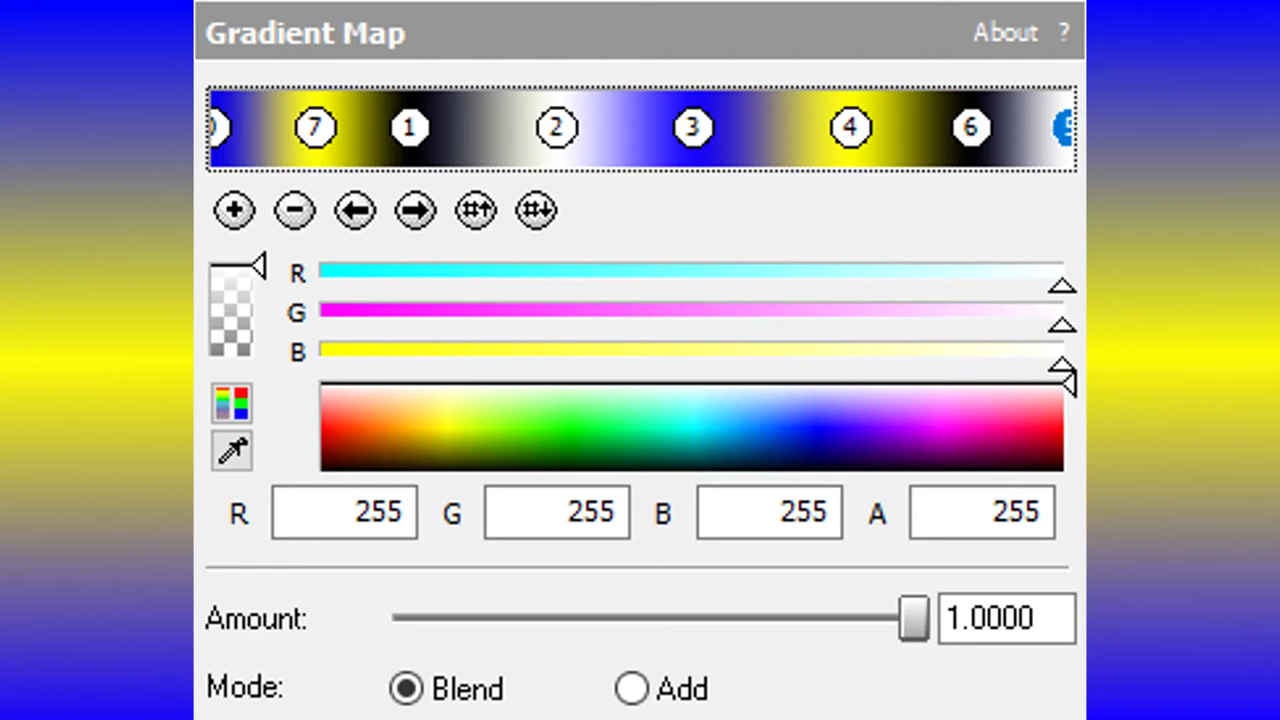 Gradient Map About ?
7 1 2 3 4 6
R
G
B
R 255 G 255 B 255 A 255
Amount: 1.0000
Mode: Blend Add